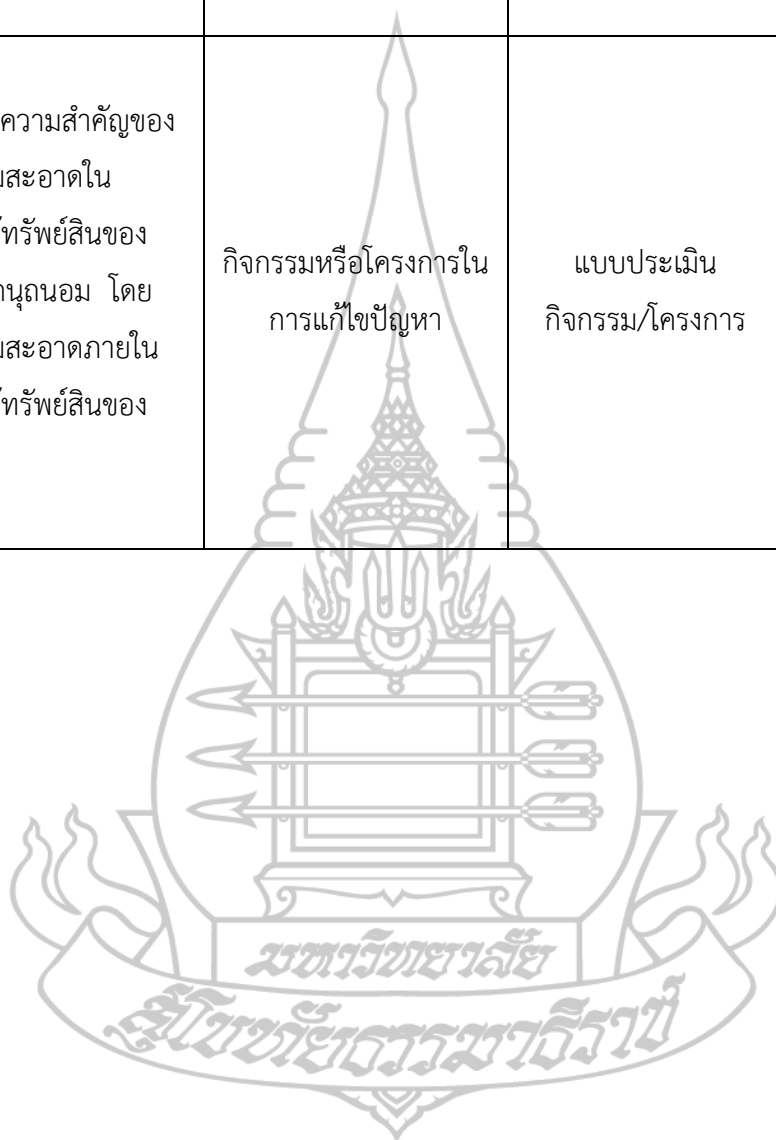 ความสำคัญของ
มสะอาดใน
ทรัพย์สินของ
นุถนอม โดย
มสะอาดภายใน
ทรัพย์สินของ
กิจกรรมหรือโครงการใน
การแก้ไขปัญหา
แบบประเมิน
กิจกรรม/โครงการ
มหาวิทยาลัย
สุโขทัยธรรมาธิราช